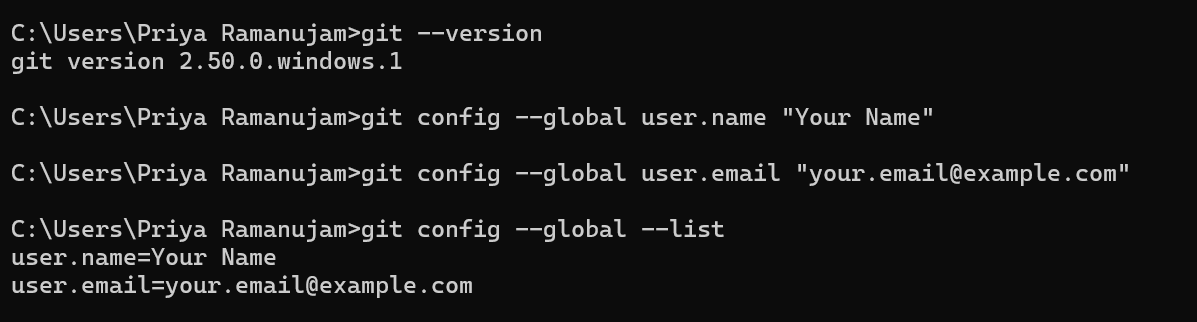 C:\Users\Priya Ramanujam>git --version
git version 2.50.0.windows.1
C:\Users\Priya Ramanujam>git config --global user.name "Your Name"
C:\Users\Priya Ramanujam>git config --global user.email "your.email@example.com"
C:\Users\Priya Ramanujam>git config --global --list
user.name=Your Name
user.email=your.email@example.com